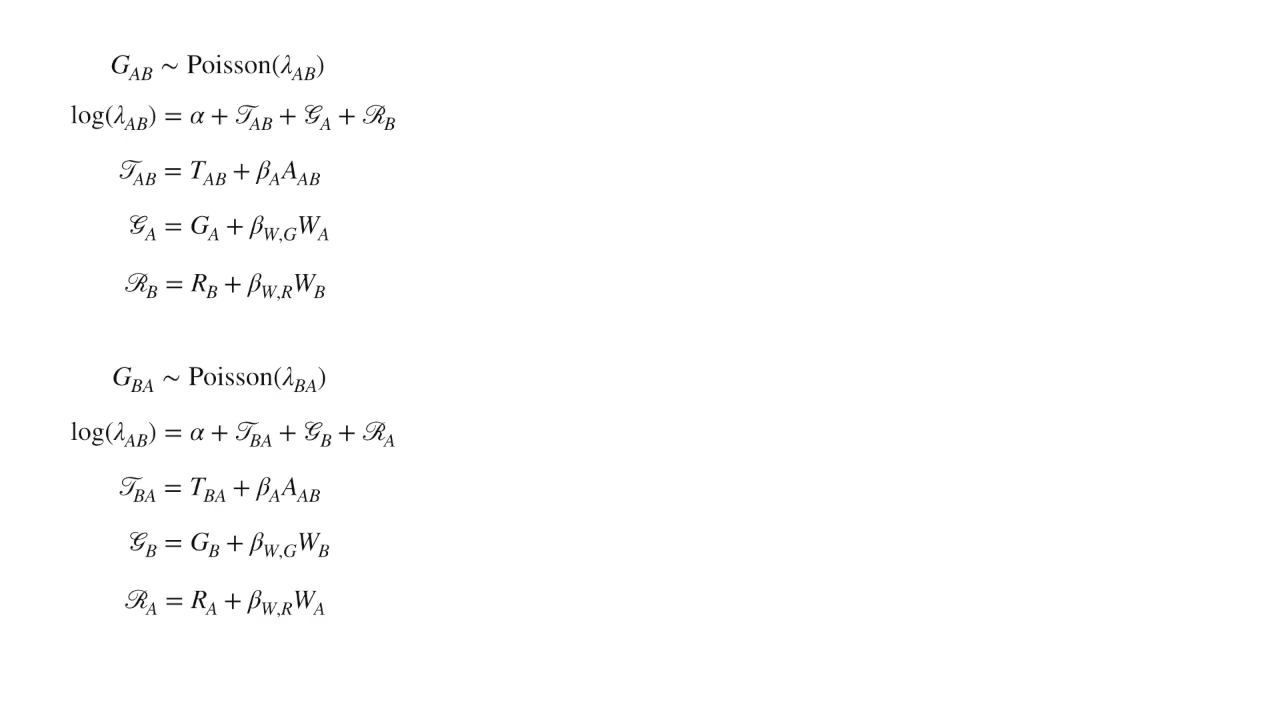 G_{AB} ∼ Poisson(λ_{AB})
log(λ_{AB}) = α + 𝒯_{AB} + 𝒢_A + ℛ_B
𝒯_{AB} = T_{AB} + β_A A_{AB}
𝒢_A = G_A + β_{W,G} W_A
ℛ_B = R_B + β_{W,R} W_B
G_{BA} ∼ Poisson(λ_{BA})
log(λ_{AB}) = α + 𝒯_{BA} + 𝒢_B + ℛ_A
𝒯_{BA} = T_{BA} + β_A A_{AB}
𝒢_B = G_B + β_{W,G} W_B
ℛ_A = R_A + β_{W,R} W_A